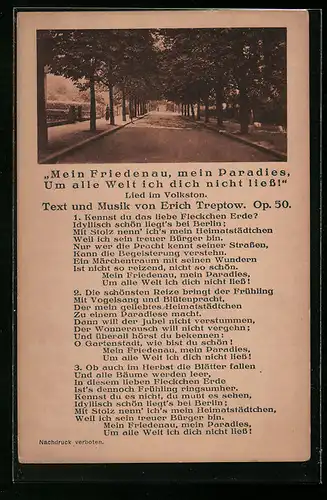 „Mein Friedenau, mein Paradies,
Um alle Welt ich dich nicht ließ!"
Lied im Volkston.
Text und Musik von Erich Treptow. Op. 50.
1. Kennst du das liebe Fleckchen Erde?
Idyllisch schön liegt's bei Berlin;
Mit Stolz nenn' ich's mein Heimatstädtchen
Weil ich sein treuer Bürger bin.
Nur wer die Pracht kennt seiner Straßen,
Kann die Begeisterung verstehn.
Ein Märchentraum mit seinen Wundern
Ist nicht so reizend, nicht so schön.
Mein Friedenau, mein Paradies,
Um alle Welt ich dich nicht ließ!
2. Die schönsten Reize bringt der Frühling
Mit Vogelsang und Blütenpracht,
Der mein geliebtes Heimatstädtchen
Zu einem Paradiese macht.
Dann will der Jubel nicht verstummen,
Der Wonnerausch will nicht vergehn;
Und überall hörst du bekennen:
O Gartenstadt, wie bist du schön!
Mein Friedenau, mein Paradies,
Um alle Welt ich dich nicht ließ!
3. Ob auch im Herbst die Blätter fallen
Und alle Bäume werden leer,
In diesem lieben Fleckchen Erde
Ist's dennoch Frühling ringsumher.
Kennst du es nicht, du mußt es sehen,
Idyllisch schön liegt's bei Berlin;
Mit Stolz nenn' ich's mein Heimatstädtchen,
Weil ich sein treuer Bürger bin.
Mein Friedenau, mein Paradies,
Um alle Welt ich dich nicht ließ!
Nachdruck verboten.